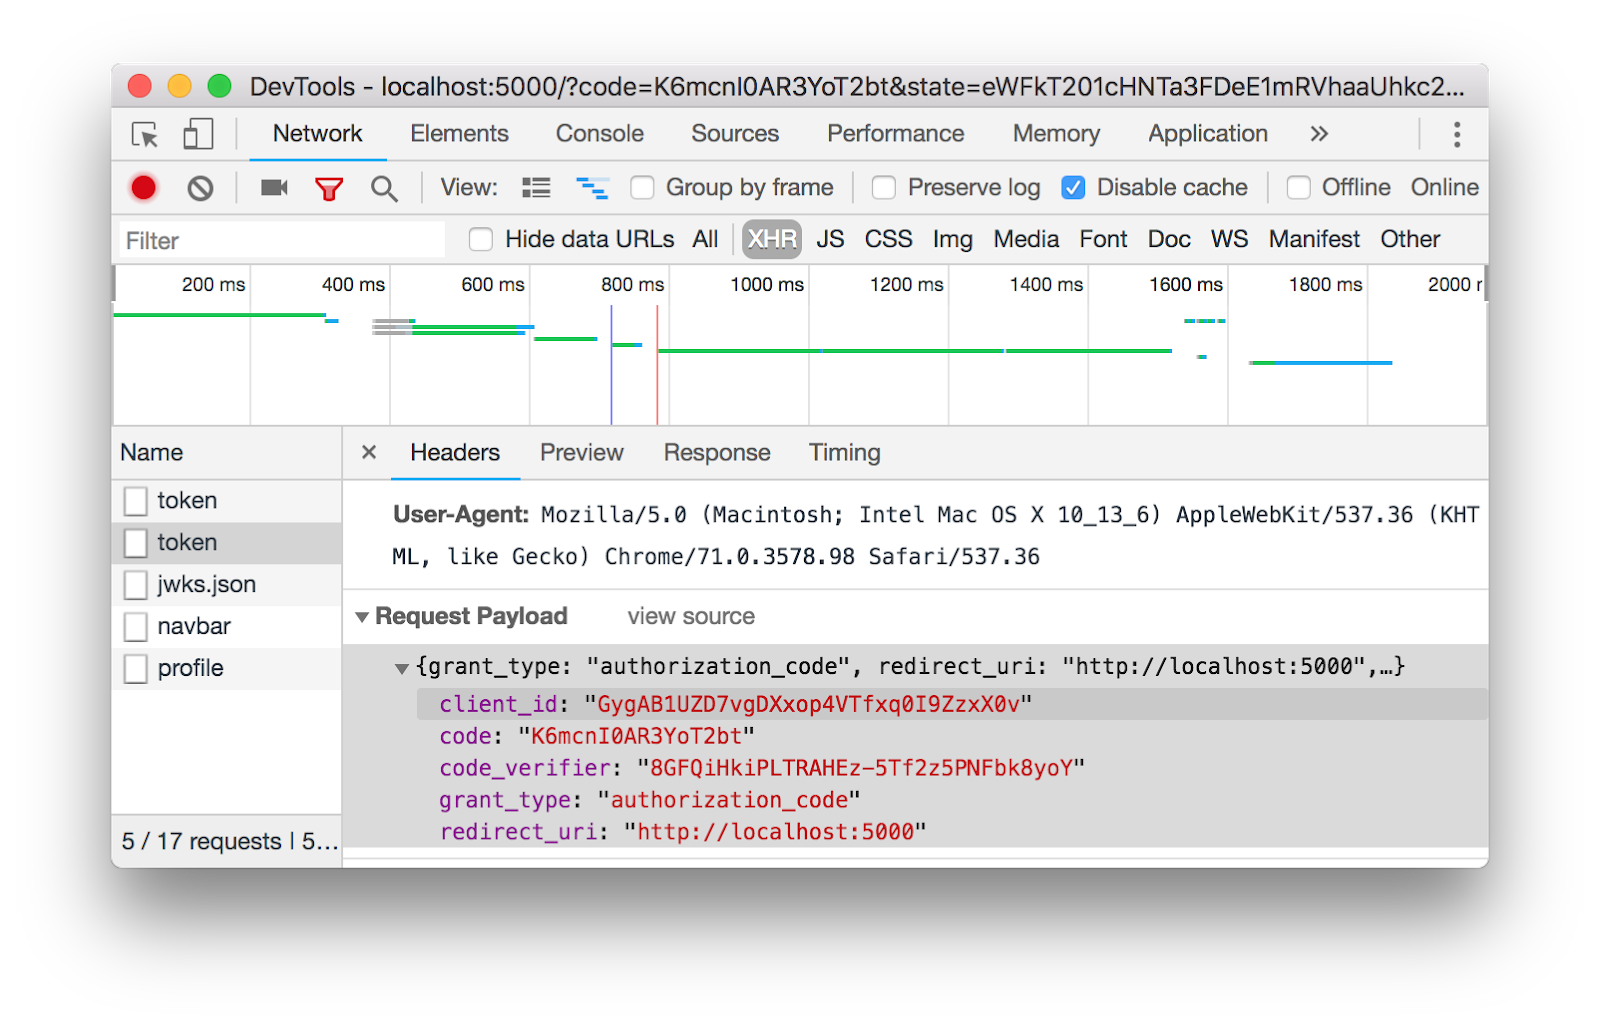 DevTools - localhost:5000/?code=K6mcnI0AR3YoT2bt&state=eWFkT201cHNTa3FDeE1mRVhaaUhkc2...
Network Elements Console Sources Performance Memory Application »
View: Group by frame Preserve log Disable cache Offline Online
Filter Hide data URLs All XHR JS CSS Img Media Font Doc WS Manifest Other
200 ms 400 ms 600 ms 800 ms 1000 ms 1200 ms 1400 ms 1600 ms 1800 ms 2000 r
Name × Headers Preview Response Timing
token
token
jwks.json
navbar
profile
5 / 17 requests | 5...
User-Agent: Mozilla/5.0 (Macintosh; Intel Mac OS X 10_13_6) AppleWebKit/537.36 (KHT
ML, like Gecko) Chrome/71.0.3578.98 Safari/537.36
Request Payload view source
{grant_type: "authorization_code", redirect_uri: "http://localhost:5000",…}
client_id: "GygAB1UZD7vgDXxop4VTfxq0I9ZzxX0v"
code: "K6mcnI0AR3YoT2bt"
code_verifier: "8GFQiHkiPLTRAHEz-5Tf2z5PNFbk8yoY"
grant_type: "authorization_code"
redirect_uri: "http://localhost:5000"